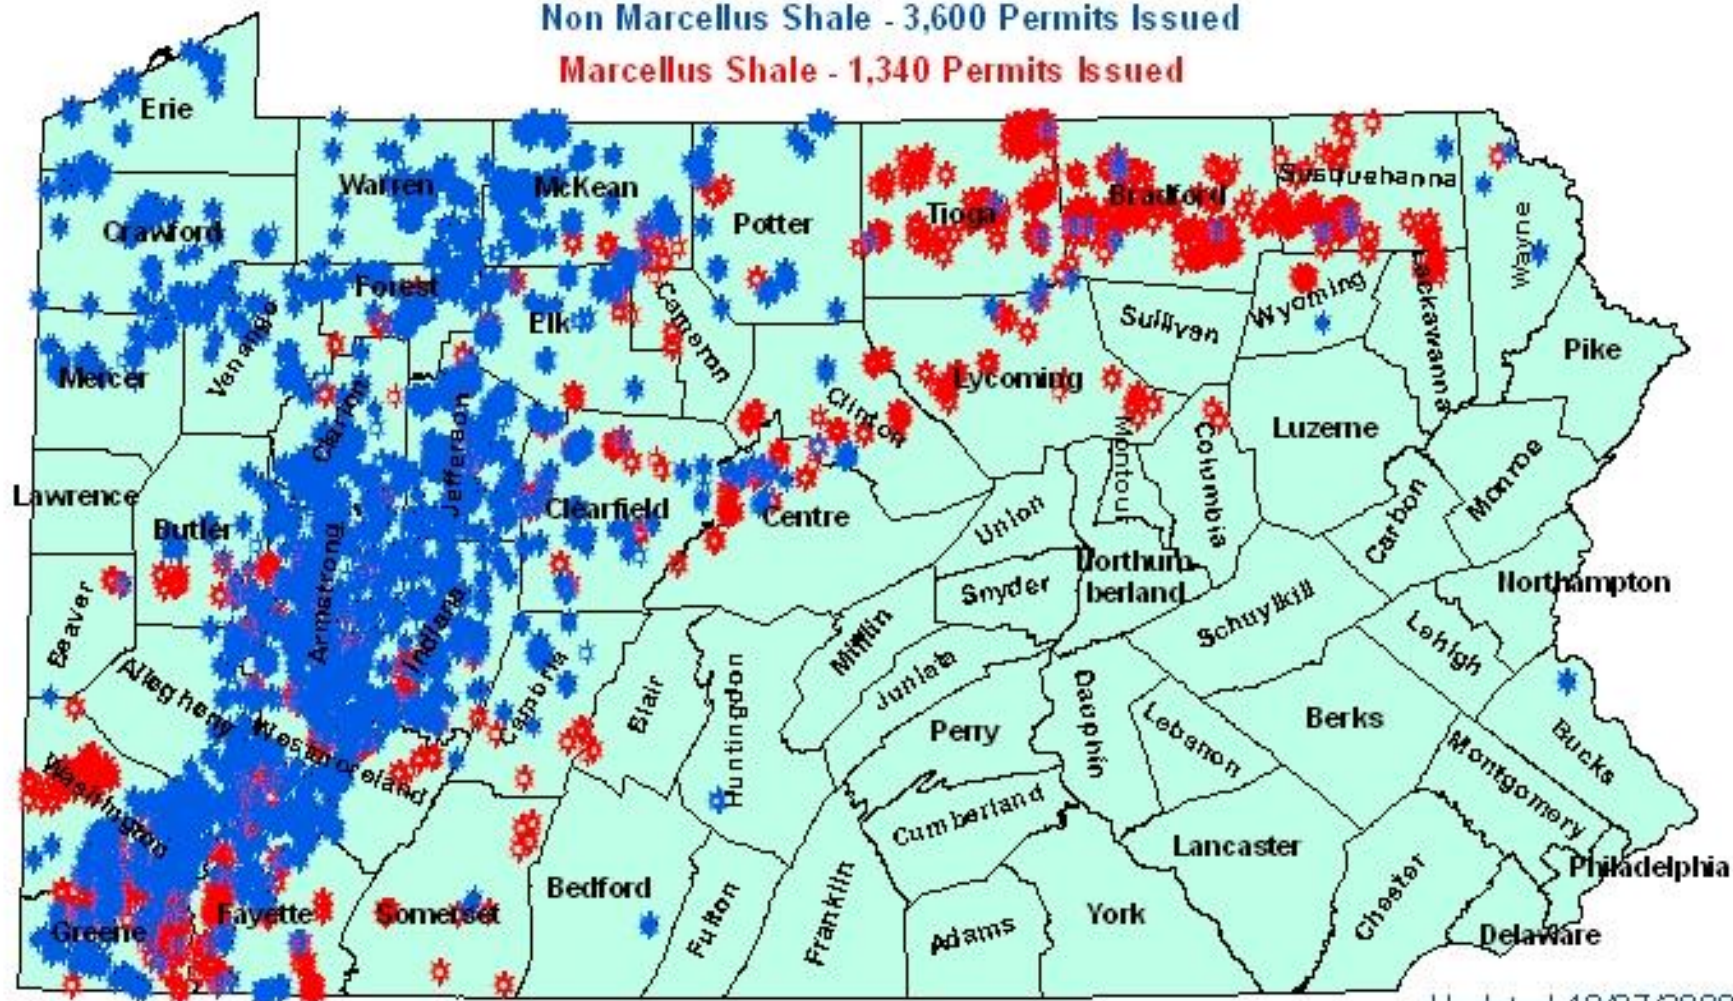 Non Marcellus Shale - 3,600 Permits Issued
Marcellus Shale - 1,340 Permits Issued
Erie
Warren
McKean
Potter
Tioga
Bradford
Susquehanna
Wayne
Crawford
Forest
Elk
Cameron
Sullivan
Wyoming
Lackawanna
Pike
Mercer
Venango
Clarion
Jefferson
Clinton
Lycoming
Montour
Columbia
Luzerne
Monroe
Carbon
Lawrence
Butler
Armstrong
Clearfield
Centre
Union
Northum
berland
Snyder
Schuylkill
Northampton
Lehigh
Beaver
Allegheny
Indiana
Cambria
Blair
Huntingdon
Mifflin
Juniata
Perry
Dauphin
Lebanon
Berks
Bucks
Montgomery
Washington
Westmoreland
Cumberland
Lancaster
Chester
Philadelphia
Delaware
Greene
Fayette
Somerset
Bedford
Fulton
Franklin
Adams
York